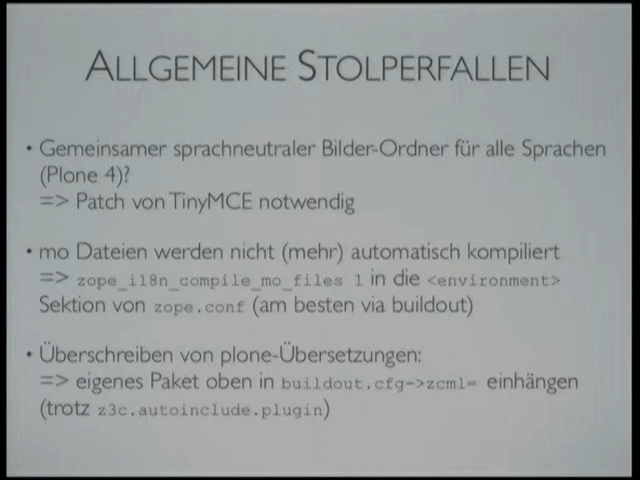 ALLGEMEINE STOLPERFALLEN
• Gemeinsamer sprachneutraler Bilder-Ordner für alle Sprachen
(Plone 4)?
=> Patch von TinyMCE notwendig
• mo Dateien werden nicht (mehr) automatisch kompiliert
=> zope_i18n_compile_mo_files 1 in die <environment>
Sektion von zope.conf (am besten via buildout)
• Überschreiben von plone-Übersetzungen:
=> eigenes Paket oben in buildout.cfg->zcml= einhängen
(trotz z3c.autoinclude.plugin)